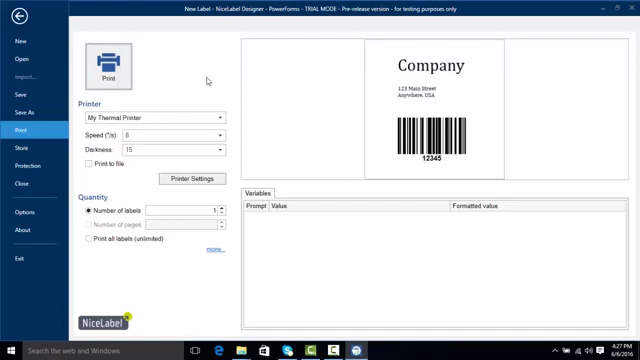 New Label - NiceLabel Designer - PowerForms - TRIAL MODE - Pre-release version - for testing purposes only
New
Open
Import...
Save
Save As
Print
Store
Protection
Close
Options
About
Exit
Print
Printer
My Thermal Printer
Speed ("/s): 8
Darkness: 15
Print to file
Printer Settings
Quantity
Number of labels 1
Number of pages
Print all labels (unlimited)
more...
NiceLabel
Company
123 Main Street
Anywhere, USA
12345
Variables
Prompt Value Formatted value
Search the web and Windows
4:27 PM
6/6/2016